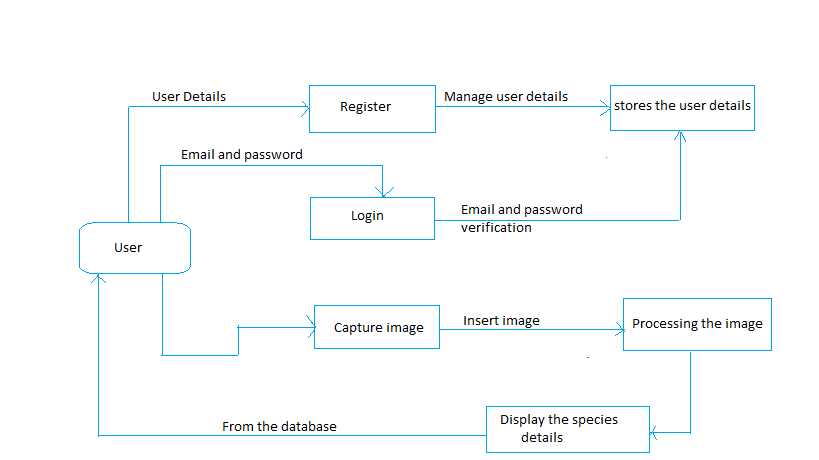 User Details
Manage user details
Register
stores the user details
Email and password
Login
Email and password
verification
User
Capture image
Insert image
Processing the image
Display the species
details
From the database